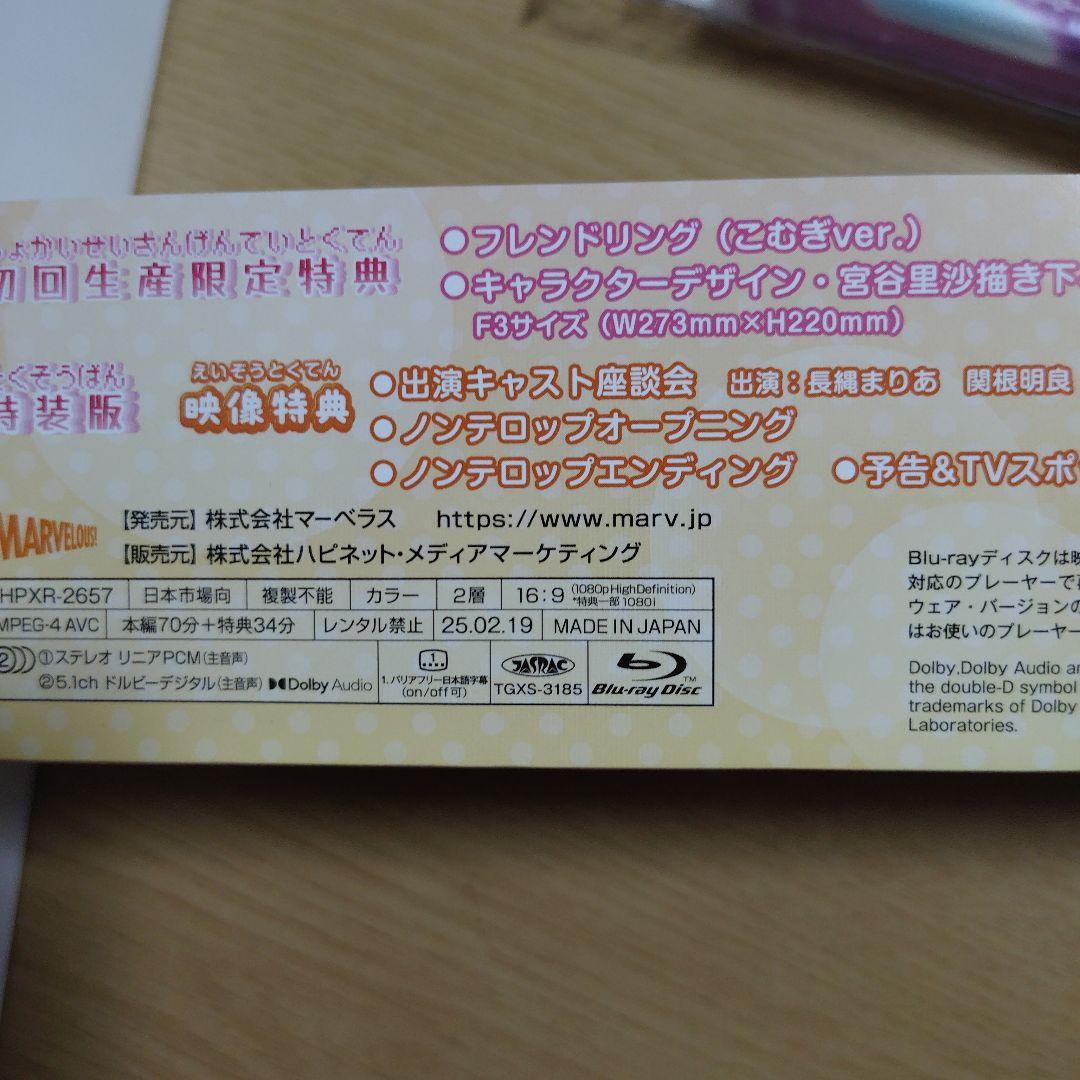 ょかいせいさんげんていとくてん
初回生産限定特典
●フレンドリング（こむぎver.）
●キャラクターデザイン・宮谷里沙描き下
F3サイズ（W273mm×H220mm）
とくそうばん
特装版
えいぞうとくてん
映像特典
●出演キャスト座談会 出演：長縄まりあ 関根明良
●ノンテロップオープニング
●ノンテロップエンディング ●予告&TVスポ
MARVELOUS!
【発売元】株式会社マーベラス https://www.marv.jp
【販売元】株式会社ハピネット・メディアマーケティング
HPXR-2657 日本市場向 複製不能 カラー 2層 16：9 (1080p High Definition) *特典一部1080i
MPEG-4 AVC 本編70分＋特典34分 レンタル禁止 25.02.19 MADE IN JAPAN
2 ①ステレオ リニアPCM（主音声）
②5.1ch ドルビーデジタル（主音声） Dolby Audio
1.
1.バリアフリー日本語字幕
(on/off可)
JASRAC
TGXS-3185
Blu-ray Disc TM
Blu-rayディスクは映
対応のプレーヤーで再
ウェア・バージョンの
はお使いのプレーヤー
Dolby,Dolby Audio an
the double-D symbol
trademarks of Dolby
Laboratories.